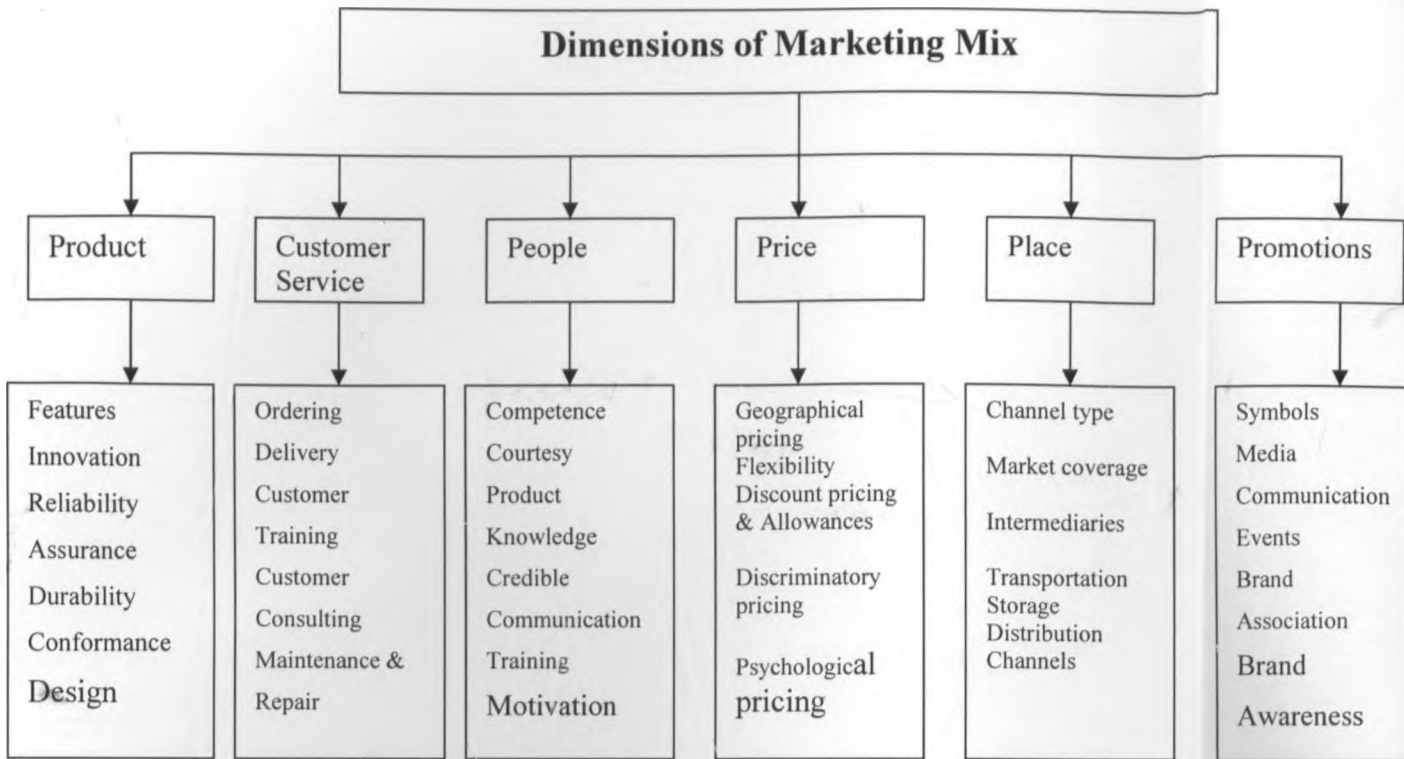 Dimensions of Marketing Mix
Product
Customer
Service
People
Price
Place
Promotions
Features
Innovation
Reliability
Assurance
Durability
Conformance
Design
Ordering
Delivery
Customer
Training
Customer
Consulting
Maintenance &
Repair
Competence
Courtesy
Product
Knowledge
Credible
Communication
Training
Motivation
Geographical
pricing
Flexibility
Discount pricing
& Allowances
Discriminatory
pricing
Psychological
pricing
Channel type
Market coverage
Intermediaries
Transportation
Storage
Distribution
Channels
Symbols
Media
Communication
Events
Brand
Association
Brand
Awareness